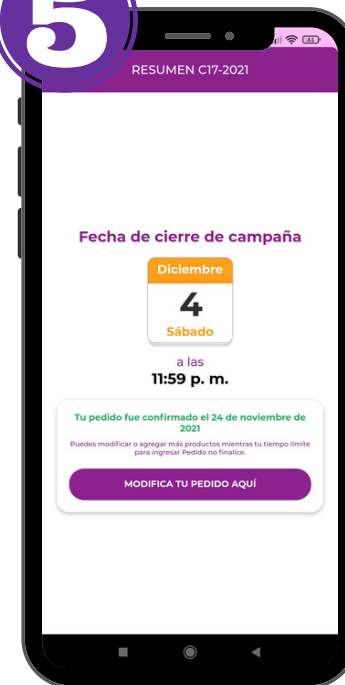 5
44
RESUMEN C17-2021
Fecha de cierre de campaña
Diciembre
4
Sábado
a las
11:59 p. m.
Tu pedido fue confirmado el 24 de noviembre de
2021
Puedes modificar o agregar más productos mientras tu tiempo límite
para ingresar Pedido no finalice.
MODIFICA TU PEDIDO AQUÍ